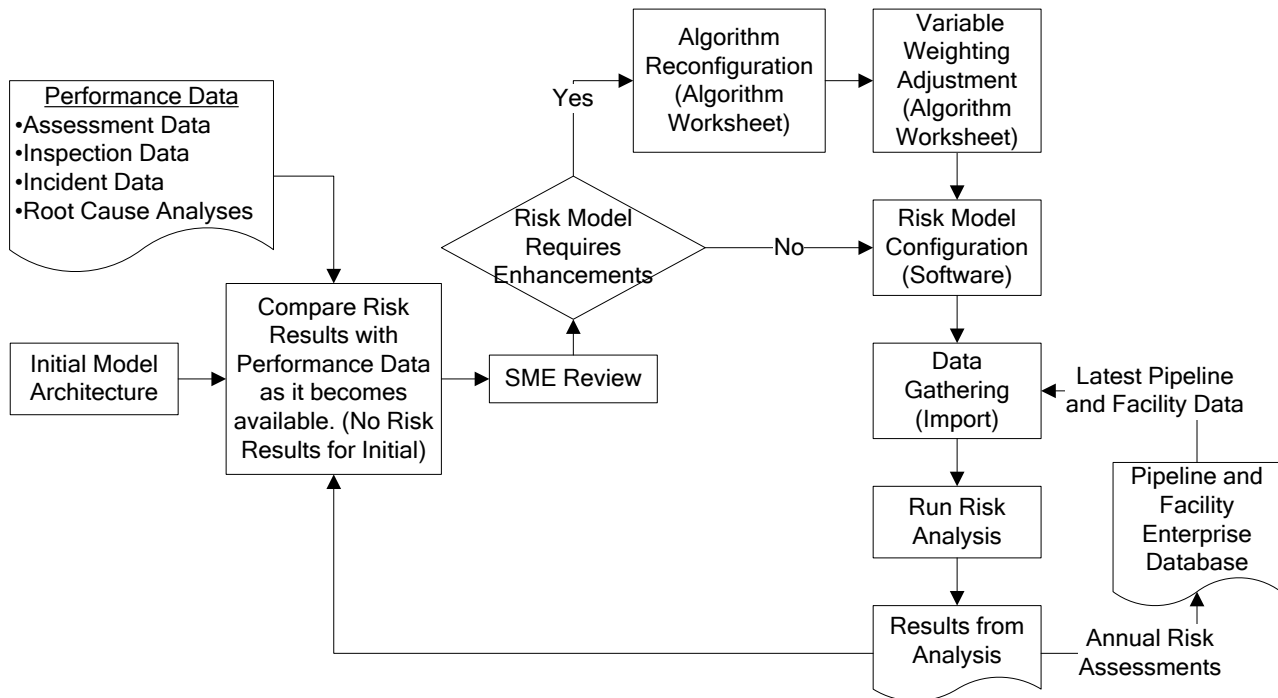 Performance Data
•Assessment Data
•Inspection Data
•Incident Data
•Root Cause Analyses
Initial Model
Architecture
Compare Risk
Results with
Performance Data
as it becomes
available. (No Risk
Results for Initial)
SME Review
Risk Model
Requires
Enhancements
Yes
No
Algorithm
Reconfiguration
(Algorithm
Worksheet)
Variable
Weighting
Adjustment
(Algorithm
Worksheet)
Risk Model
Configuration
(Software)
Data
Gathering
(Import)
Latest Pipeline
and Facility Data
Run Risk
Analysis
Pipeline and
Facility
Enterprise
Database
Results from
Analysis
Annual Risk
Assessments